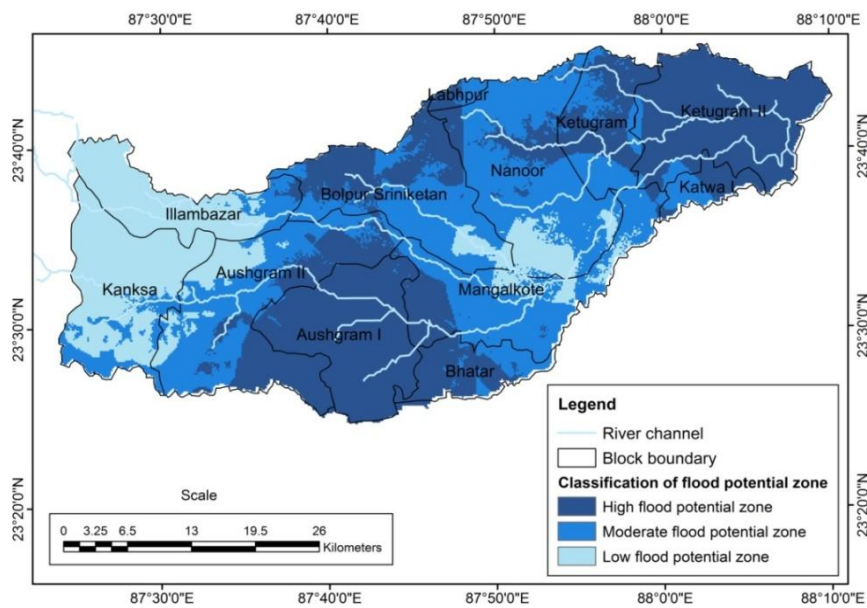 87°30'0"E 87°40'0"E 87°50'0"E 88°0'0"E 88°10'0"E
23°40'0"N
23°30'0"N
23°20'0"N
Labhpur
Ketugram I
Ketugram II
Nanoor
Katwa I
Bolpur Sriniketan
Illambazar
Aushgram II
Kanksa
Mangalkote
Aushgram I
Bhatar
23°40'0"N
23°30'0"N
23°20'0"N
Scale
0 3.25 6.5 13 19.5 26
Kilometers
Legend
River channel
Block boundary
Classification of flood potential zone
High flood potential zone
Moderate flood potential zone
Low flood potential zone
87°30'0"E 87°40'0"E 87°50'0"E 88°0'0"E 88°10'0"E